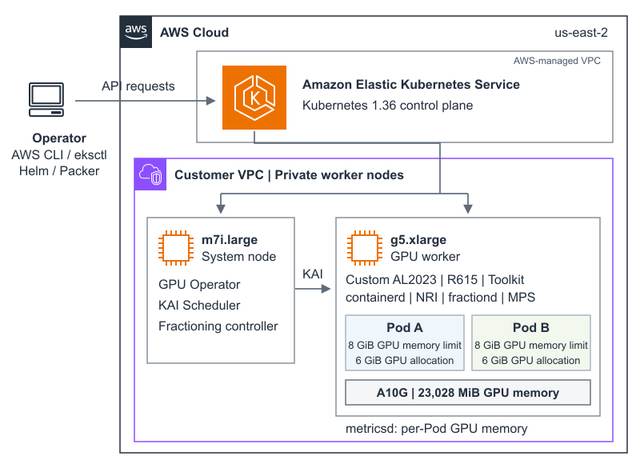 aws
AWS Cloud
us-east-2
AWS-managed VPC
API requests
Amazon Elastic Kubernetes Service
Kubernetes 1.36 control plane
K
Operator
AWS CLI / eksctl
Helm / Packer
Customer VPC | Private worker nodes
m7i.large
System node
GPU Operator
KAI Scheduler
Fractioning controller
KAI
g5.xlarge
GPU worker
Custom AL2023 | R615 | Toolkit
containerd | NRI | fractiond | MPS
Pod A
8 GiB GPU memory limit
6 GiB GPU allocation
Pod B
8 GiB GPU memory limit
6 GiB GPU allocation
A10G | 23,028 MiB GPU memory
metricsd: per-Pod GPU memory